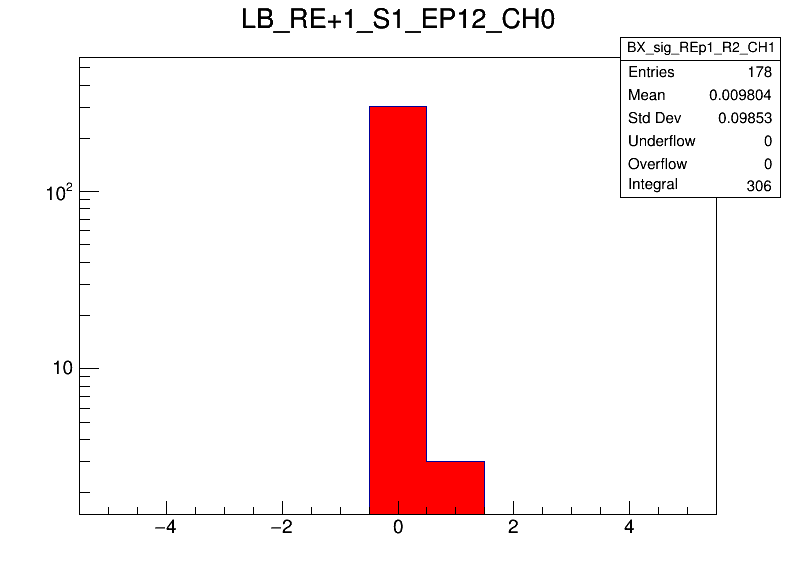 LB_RE+1_S1_EP12_CH0
BX_sig_REp1_R2_CH1
Entries 178
Mean 0.009804
Std Dev 0.09853
Underflow 0
Overflow 0
Integral 306
10²
10
−4 −2 0 2 4